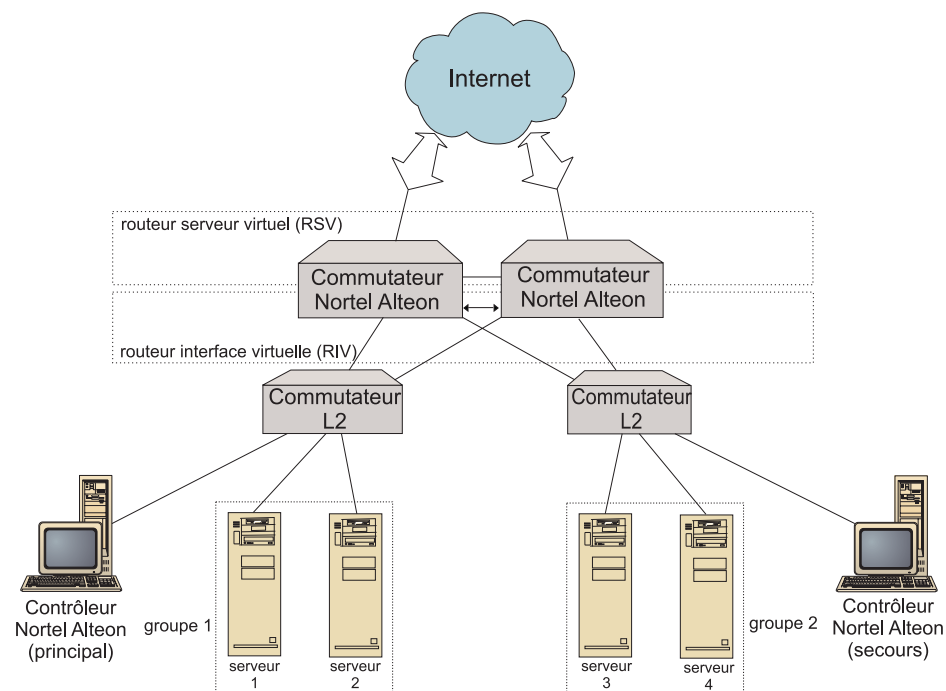 Internet
routeur serveur virtuel (RSV)
Commutateur
Nortel Alteon
Commutateur
Nortel Alteon
routeur interface virtuelle (RIV)
Commutateur
L2
Commutateur
L2
Contrôleur
Nortel Alteon
(principal)
groupe 1
serveur
1
serveur
2
serveur
3
serveur
4
groupe 2
Contrôleur
Nortel Alteon
(secours)